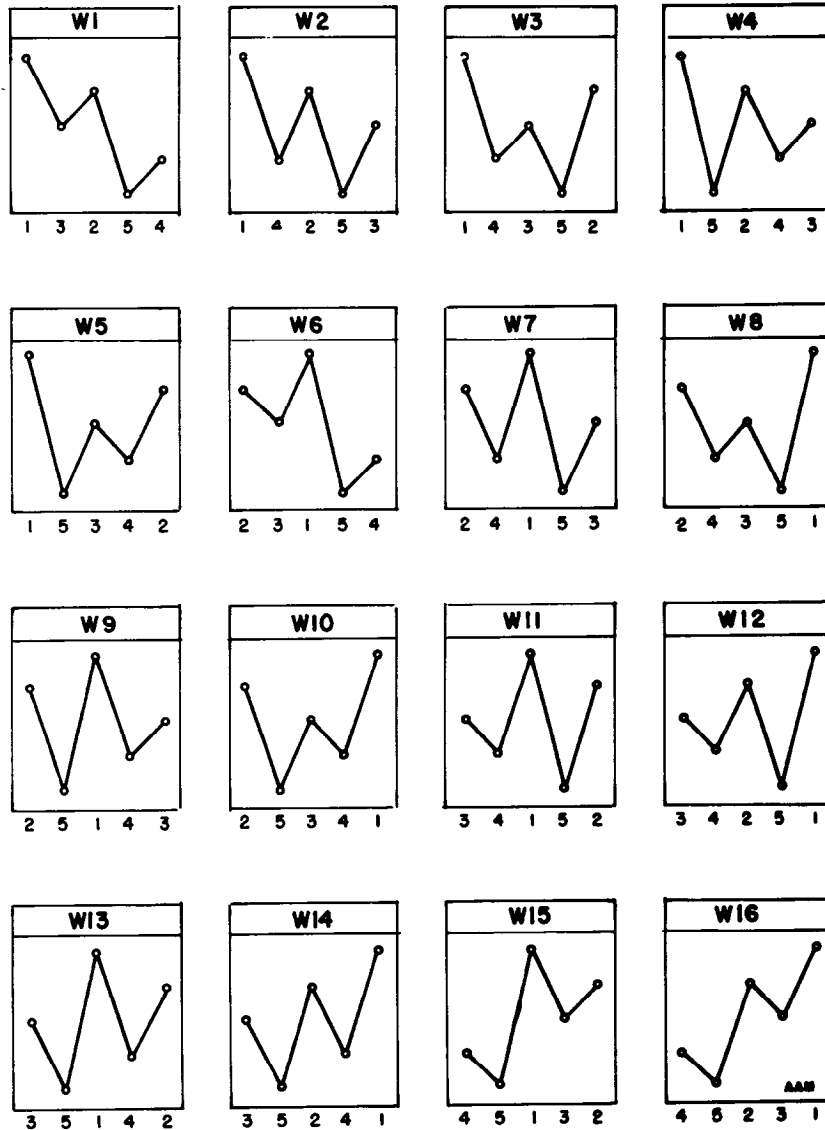 W1 W2 W3 W4
1 3 2 5 4 1 4 2 5 3 1 4 3 5 2 1 5 2 4 3
W5 W6 W7 W8
1 5 3 4 2 2 3 1 5 4 2 4 1 5 3 2 4 3 5 1
W9 W10 W11 W12
2 5 1 4 3 2 5 3 4 1 3 4 1 5 2 3 4 2 5 1
W13 W14 W15 W16
AAM
3 5 1 4 2 3 5 2 4 1 4 5 1 3 2 4 5 2 3 1